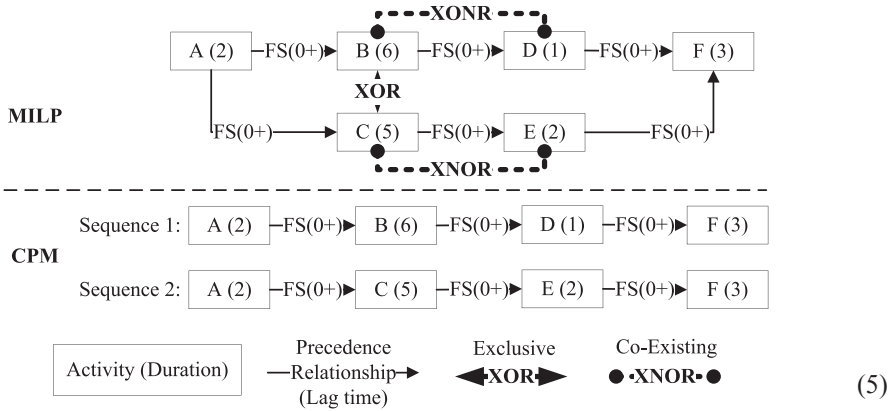 XONR
A (2) FS(0+) B (6) FS(0+) D (1) FS(0+) F (3)
XOR
MILP
FS(0+) C (5) FS(0+) E (2) FS(0+)
XNOR
Sequence 1: A (2) FS(0+) B (6) FS(0+) D (1) FS(0+) F (3)
CPM
Sequence 2: A (2) FS(0+) C (5) FS(0+) E (2) FS(0+) F (3)
Activity (Duration)
Precedence
Relationship
(Lag time)
Exclusive
XOR
Co-Existing
XNOR
(5)